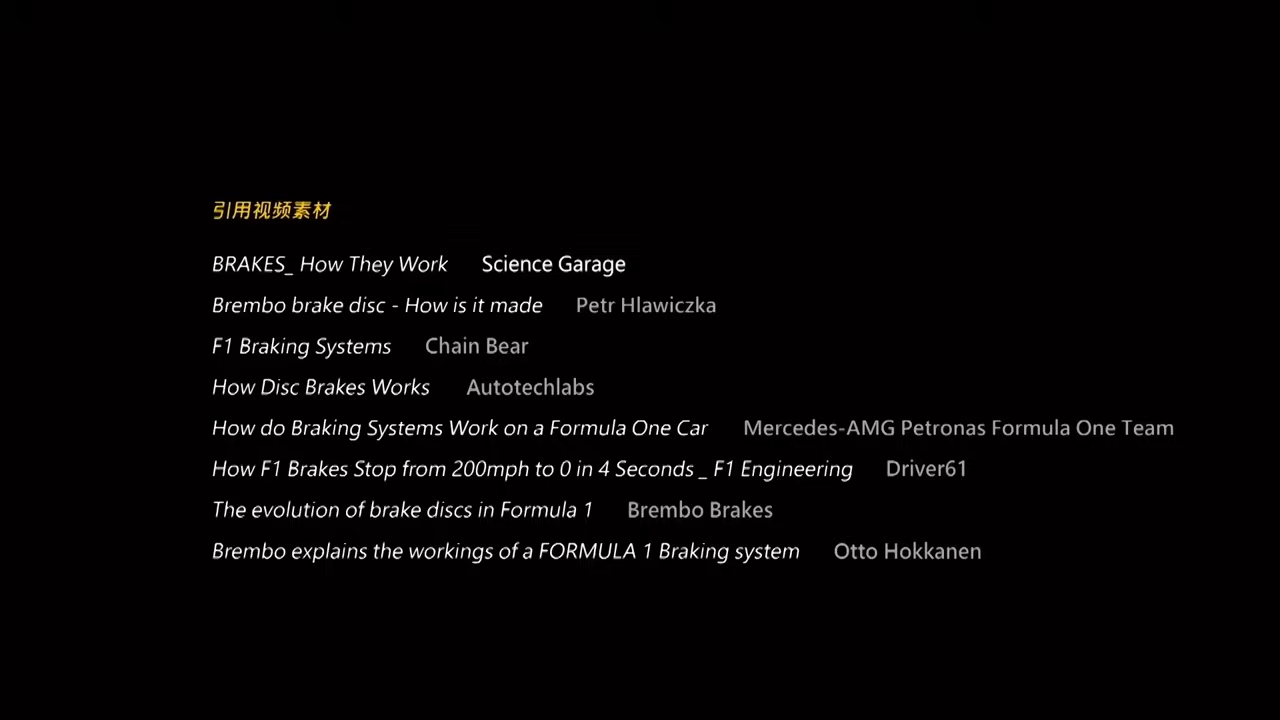 引用视频素材
BRAKES_ How They Work Science Garage
Brembo brake disc - How is it made Petr Hlawiczka
F1 Braking Systems Chain Bear
How Disc Brakes Works Autotechlabs
How do Braking Systems Work on a Formula One Car Mercedes-AMG Petronas Formula One Team
How F1 Brakes Stop from 200mph to 0 in 4 Seconds _ F1 Engineering Driver61
The evolution of brake discs in Formula 1 Brembo Brakes
Brembo explains the workings of a FORMULA 1 Braking system Otto Hokkanen